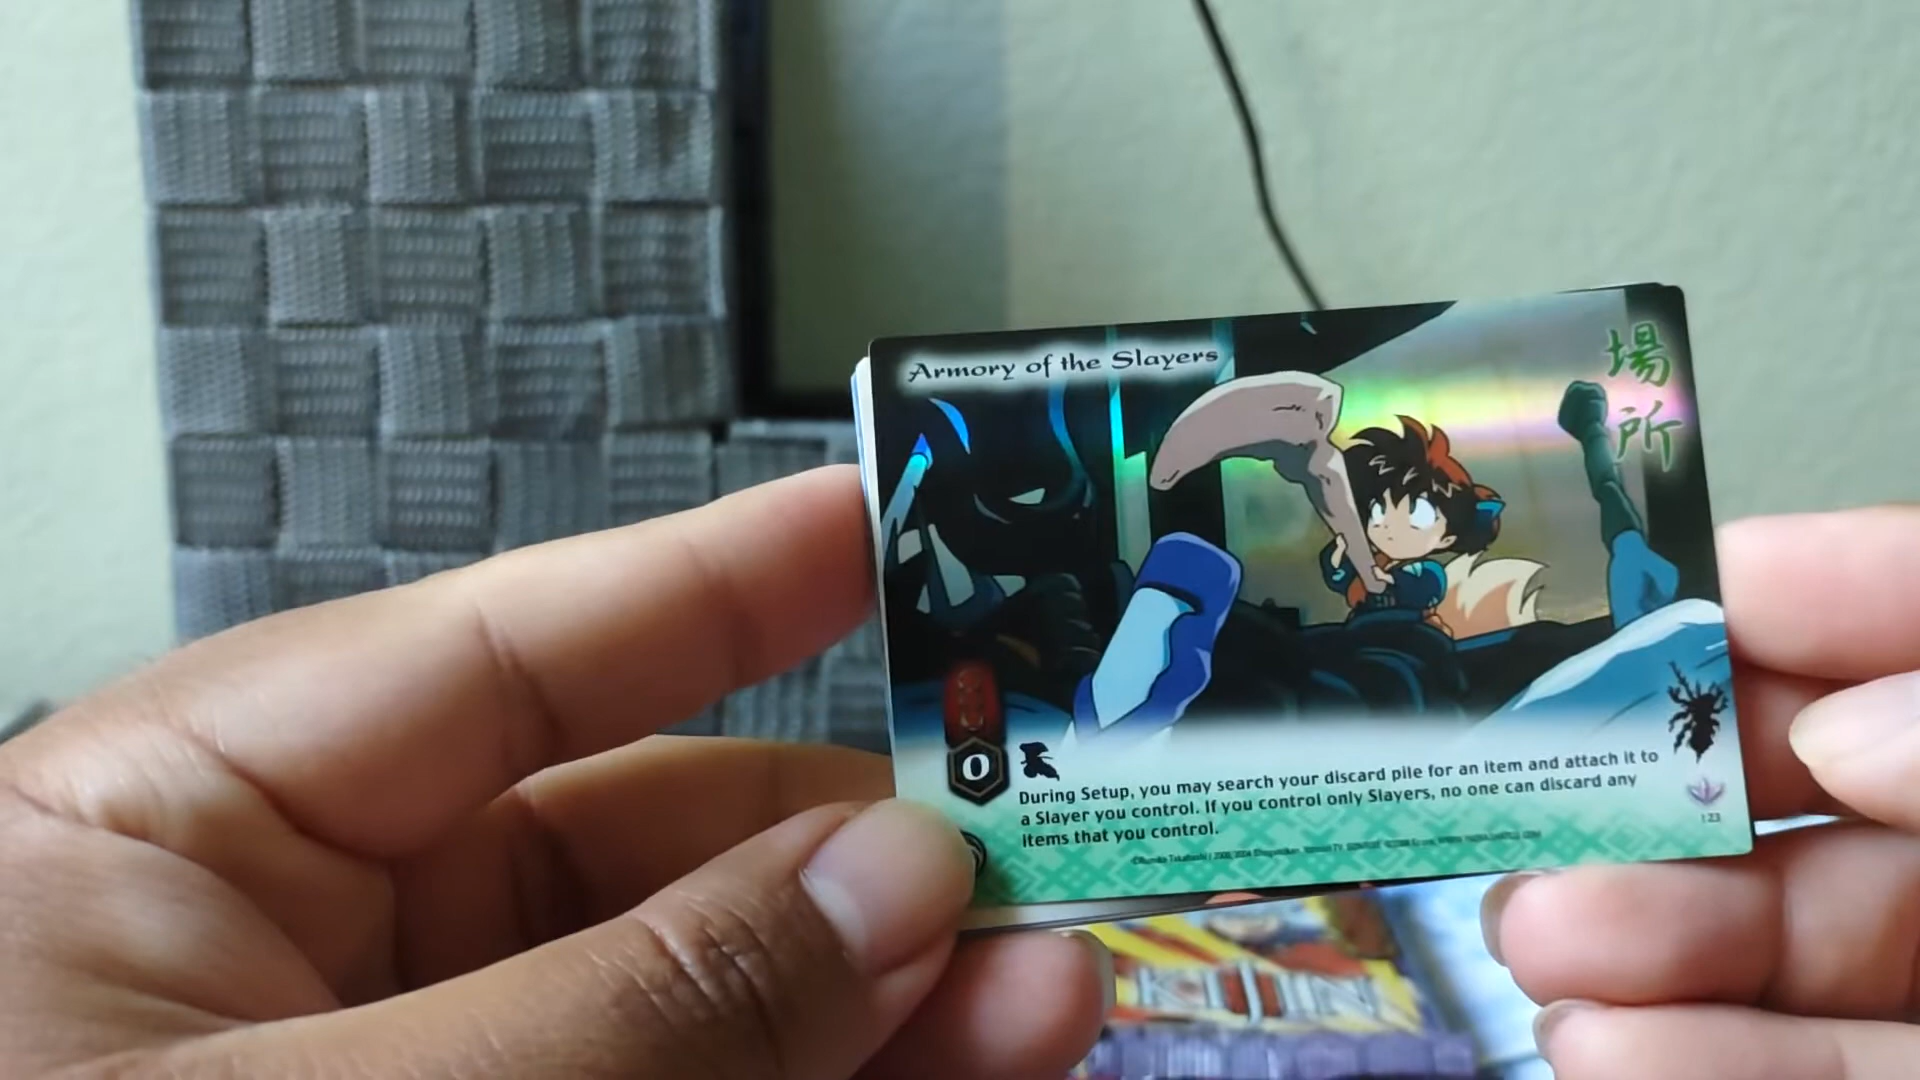 Armory of the Slayers
場所
0
During Setup, you may search your discard pile for an item and attach it to
a Slayer you control. If you control only Slayers, no one can discard any
items that you control.
123